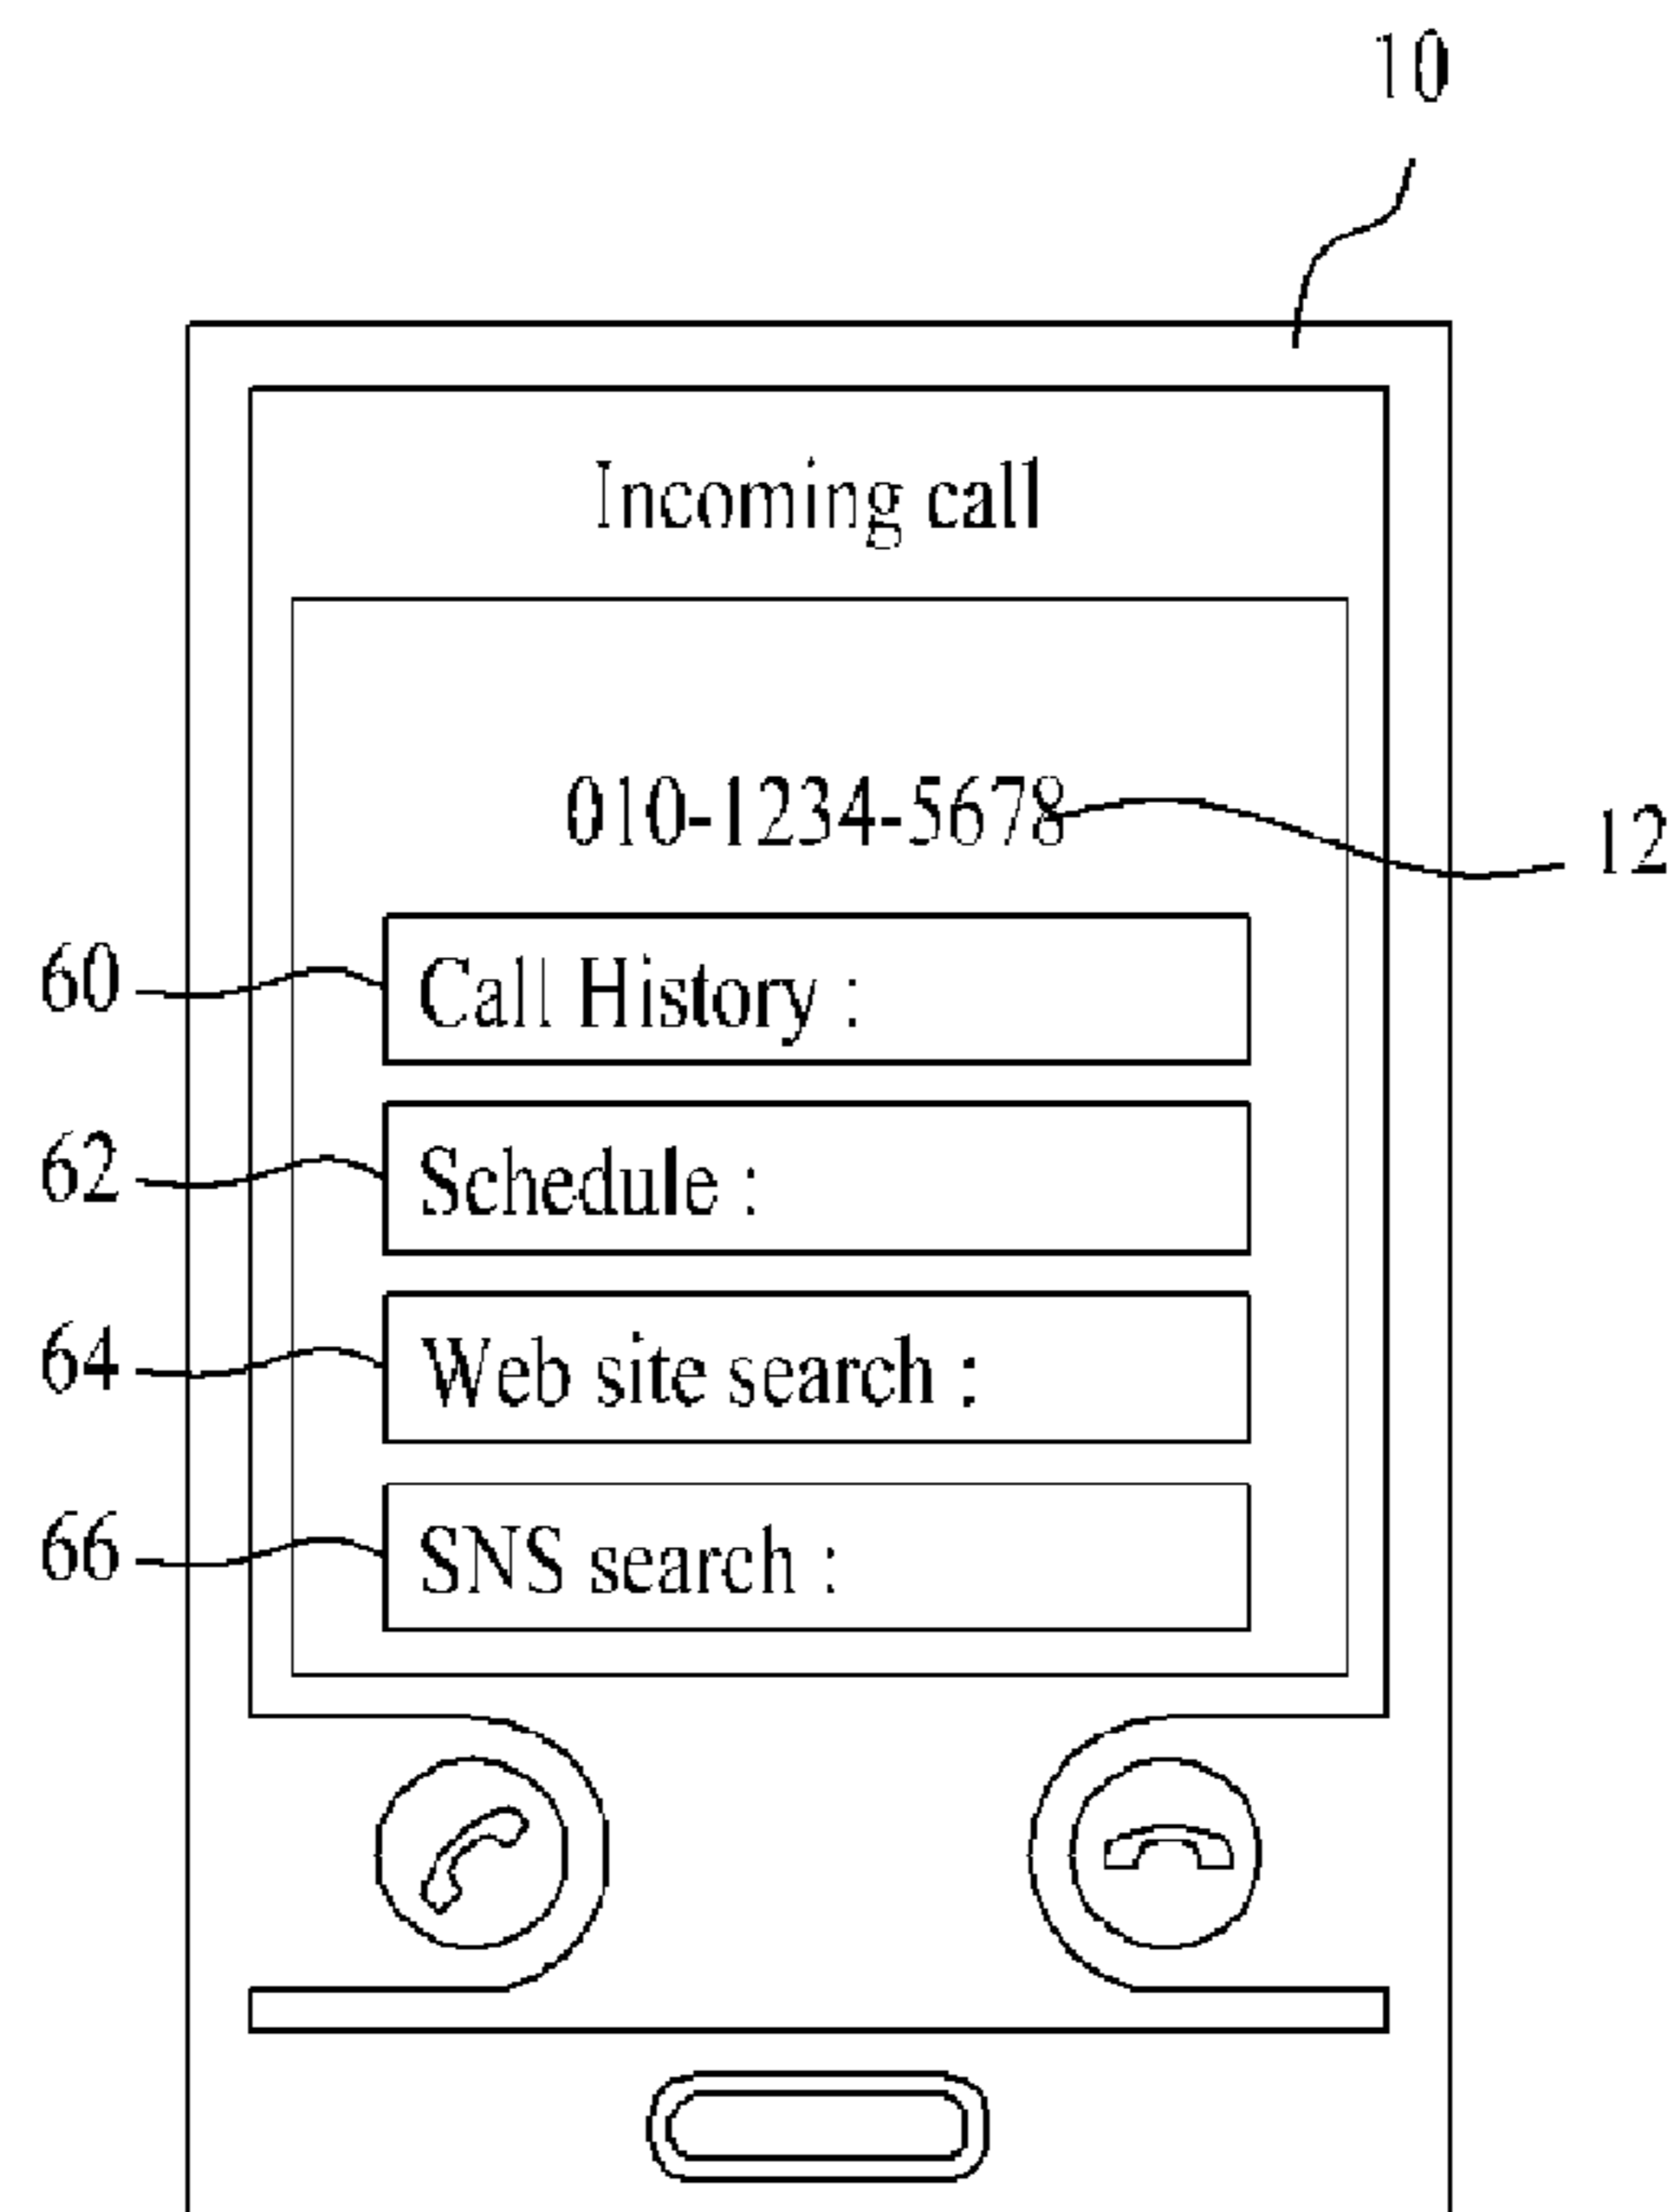 10
Incoming call
010-1234-5678
12
60
Call History :
62
Schedule :
64
Web site search :
66
SNS search :